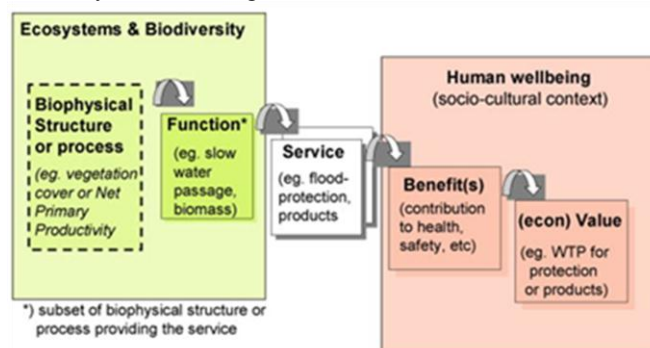 Ecosystems & Biodiversity
Biophysical
Structure
or process
(eg. vegetation
cover or Net
Primary
Productivity
Function*
(eg. slow
water
passage,
biomass)
Service
(eg. flood-
protection,
products
Human wellbeing
(socio-cultural context)
Benefit(s)
(contribution
to health,
safety, etc)
(econ) Value
(eg. WTP for
protection
or products)
*) subset of biophysical structure or
process providing the service